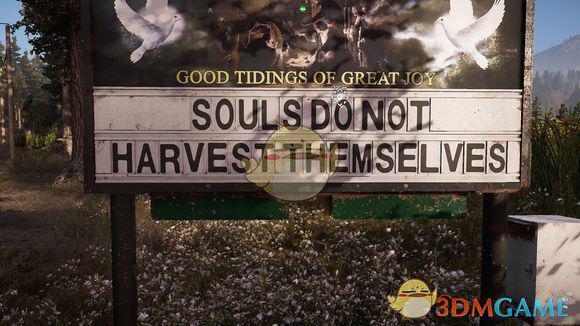 GOOD TIDINGS OF GREAT JOY
SOULS DO NOT
HARVEST THEMSELVES
3DMGAME